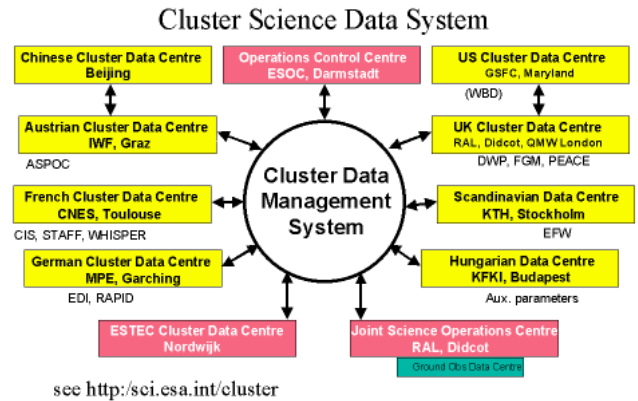 Cluster Science Data System
Chinese Cluster Data Centre
Beijing
Operations Control Centre
ESOC, Darmstadt
US Cluster Data Centre
GSFC, Maryland
(WBD)
Austrian Cluster Data Centre
IWF, Graz
ASPOC
UK Cluster Data Centre
RAL, Didcot, QMW London
DWP, FGM, PEACE
Cluster Data
Management
System
French Cluster Data Centre
CNES, Toulouse
CIS, STAFF, WHISPER
Scandinavian Data Centre
KTH, Stockholm
EFW
German Cluster Data Centre
MPE, Garching
EDI, RAPID
Hungarian Data Centre
KFKI, Budapest
Aux. parameters
ESTEC Cluster Data Centre
Nordwijk
Joint Science Operations Centre
RAL, Didcot
Ground Obs Data Centre
see http:/sci.esa.int/cluster